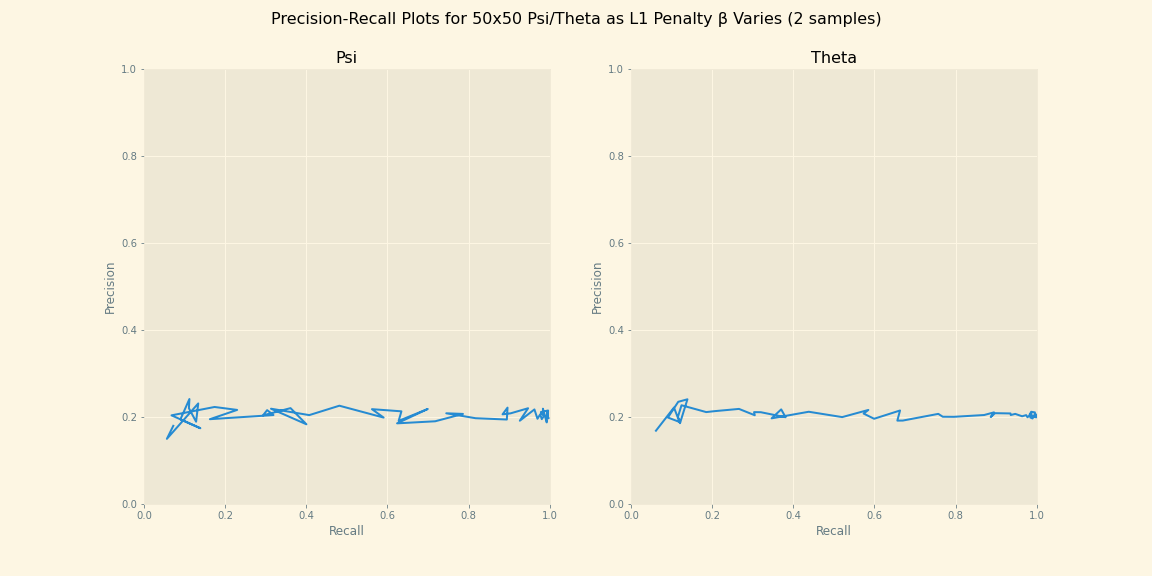 Precision-Recall Plots for 50x50 Psi/Theta as L1 Penalty β Varies (2 samples)
Psi
Theta
1.0
0.8
0.6
0.4
0.2
0.0
Precision
0.0 0.2 0.4 0.6 0.8 1.0
Recall
1.0
0.8
0.6
0.4
0.2
0.0
Precision
0.0 0.2 0.4 0.6 0.8 1.0
Recall